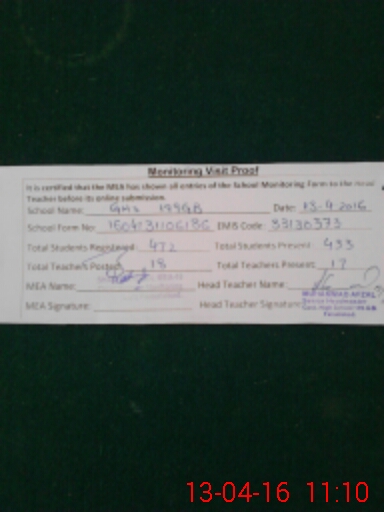 Monitoring Visit Proof
It is certified that the MEA has shown all entries of the School Monitoring Form to the Head
Teacher before its online submission.
School Name: GHS 199GB Date: 13-4-2016
School Form No: EMIS Code: 33130373
Total Students Registered: 472 Total Students Present: 433
Total Teachers Posted: 18 Total Teachers Present: 17
MEA Name: Head Teacher Name:
MEA Signature: Head Teacher Signature:
13-04-16 11:10